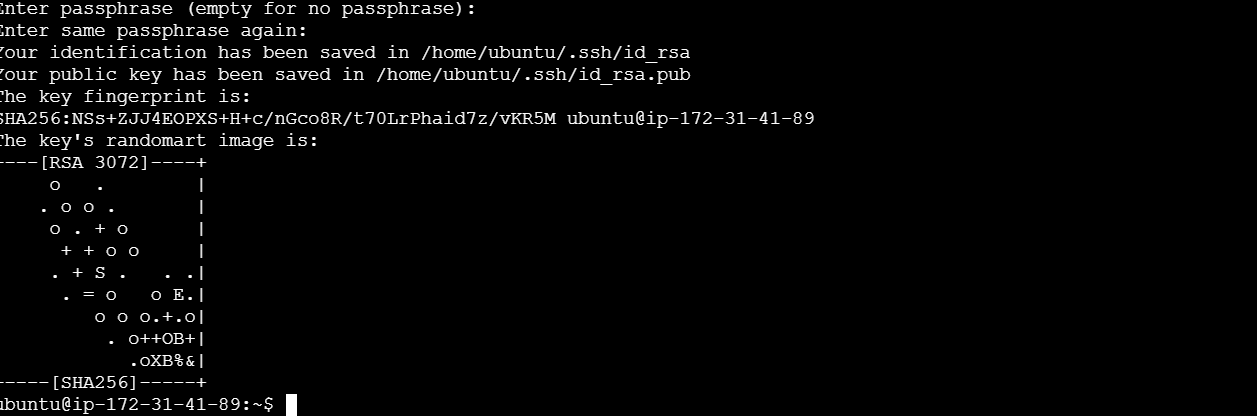 Enter passphrase (empty for no passphrase):
Enter same passphrase again:
Your identification has been saved in /home/ubuntu/.ssh/id_rsa
Your public key has been saved in /home/ubuntu/.ssh/id_rsa.pub
The key fingerprint is:
SHA256:NSs+ZJJ4EOPXS+H+c/nGco8R/t70LrPhaid7z/vKR5M ubuntu@ip-172-31-41-89
The key's randomart image is:
----[RSA 3072]----+
     o   .         |
    . o o .        |
     o . + o       |
      + + o o      |
     . + S .   . .|
      . = o   o E.|
         o o o.+.o|
          . o++OB+|
            .oXB%&|
-----[SHA256]-----+
ubuntu@ip-172-31-41-89:~$